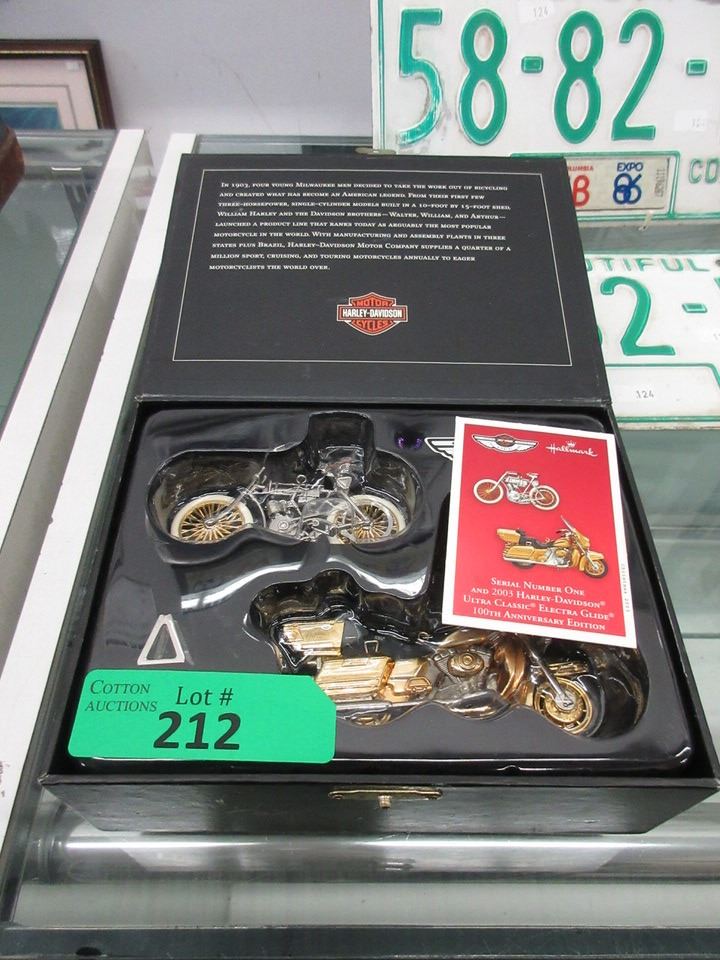 124
58-82-
EXPO
86
COLUMBIA
TIFUL
2-
124
IN 1903, FOUR YOUNG MILWAUKEE MEN DECIDED TO TAKE THE WORK OUT OF BICYCLING
AND CREATED WHAT HAS BECOME AN AMERICAN LEGEND. FROM THEIR FIRST FEW
THREE-HORSEPOWER, SINGLE-CYLINDER MODELS BUILT IN A 10-FOOT BY 15-FOOT SHED,
WILLIAM HARLEY AND THE DAVIDSON BROTHERS—WALTER, WILLIAM, AND ARTHUR—
LAUNCHED A PRODUCT LINE THAT RANKS TODAY AS ARGUABLY THE MOST POPULAR
MOTORCYCLE IN THE WORLD. WITH MANUFACTURING AND ASSEMBLY PLANTS IN THREE
STATES PLUS BRAZIL, HARLEY-DAVIDSON MOTOR COMPANY SUPPLIES A QUARTER OF A
MILLION SPORT, CRUISING, AND TOURING MOTORCYCLES ANNUALLY TO EAGER
MOTORCYCLISTS THE WORLD OVER.
MOTOR
HARLEY-DAVIDSON
CYCLES
Hallmark
SERIAL NUMBER ONE
AND 2003 HARLEY-DAVIDSON®
ULTRA CLASSIC® ELECTRA GLIDE®
100TH ANNIVERSARY EDITION
COTTON
AUCTIONS
Lot #
212